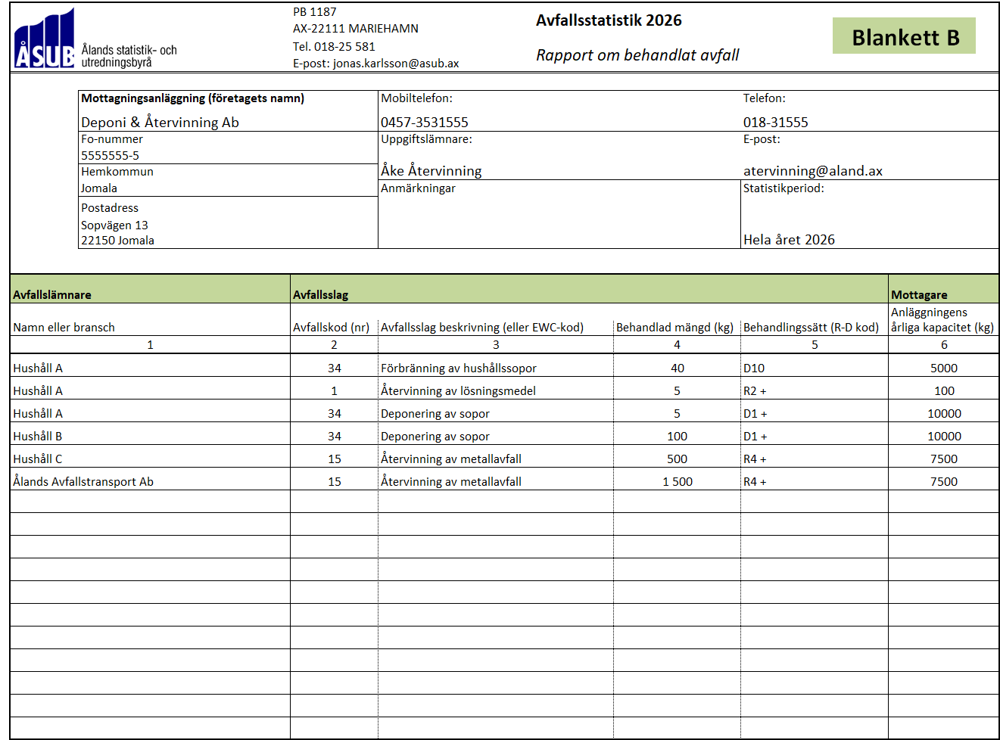 ÅSUB
Ålands statistik- och
utredningsbyrå
PB 1187
AX-22111 MARIEHAMN
Tel. 018-25 581
E-post: jonas.karlsson@asub.ax
Avfallsstatistik 2026
Rapport om behandlat avfall
Blankett B
Mottagningsanläggning (företagets namn)
Deponi & Återvinning Ab
Mobiltelefon:
0457-3531555
Telefon:
018-31555
Fo-nummer
5555555-5
Uppgiftslämnare:
Åke Återvinning
E-post:
atervinning@aland.ax
Hemkommun
Jomala
Anmärkningar
Statistikperiod:
Hela året 2026
Postadress
Sopvägen 13
22150 Jomala
Avfallslämnare Avfallsslag Mottagare
Namn eller bransch Avfallskod (nr) Avfallsslag beskrivning (eller EWC-kod) Behandlad mängd (kg) Behandlingssätt (R-D kod) Anläggningens
årliga kapacitet (kg)
1 2 3 4 5 6
Hushåll A 34 Förbränning av hushållssopor 40 D10 5000
Hushåll A 1 Återvinning av lösningsmedel 5 R2 + 100
Hushåll A 34 Deponering av sopor 5 D1 + 10000
Hushåll B 34 Deponering av sopor 100 D1 + 10000
Hushåll C 15 Återvinning av metallavfall 500 R4 + 7500
Ålands Avfallstransport Ab 15 Återvinning av metallavfall 1 500 R4 + 7500